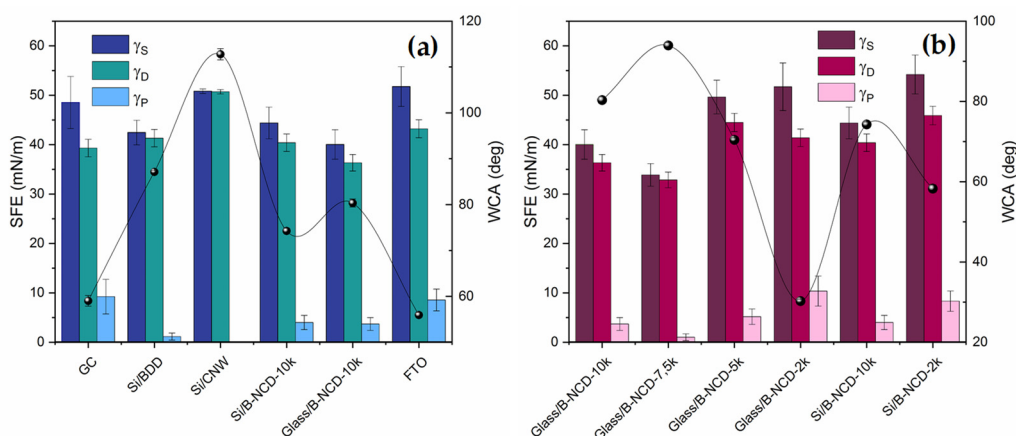 (a)
γS
γD
γP
SFE (mN/m)
60
50
40
30
20
10
0
WCA (deg)
120
100
80
60
GC
Si/BDD
Si/CNW
Si/B-NCD-10k
Glass/B-NCD-10k
FTO
(b)
γS
γD
γP
SFE (mN/m)
60
50
40
30
20
10
0
WCA (deg)
100
80
60
40
20
Glass/B-NCD-10k
Glass/B-NCD-7.5k
Glass/B-NCD-5k
Glass/B-NCD-2k
Si/B-NCD-10k
Si/B-NCD-2k